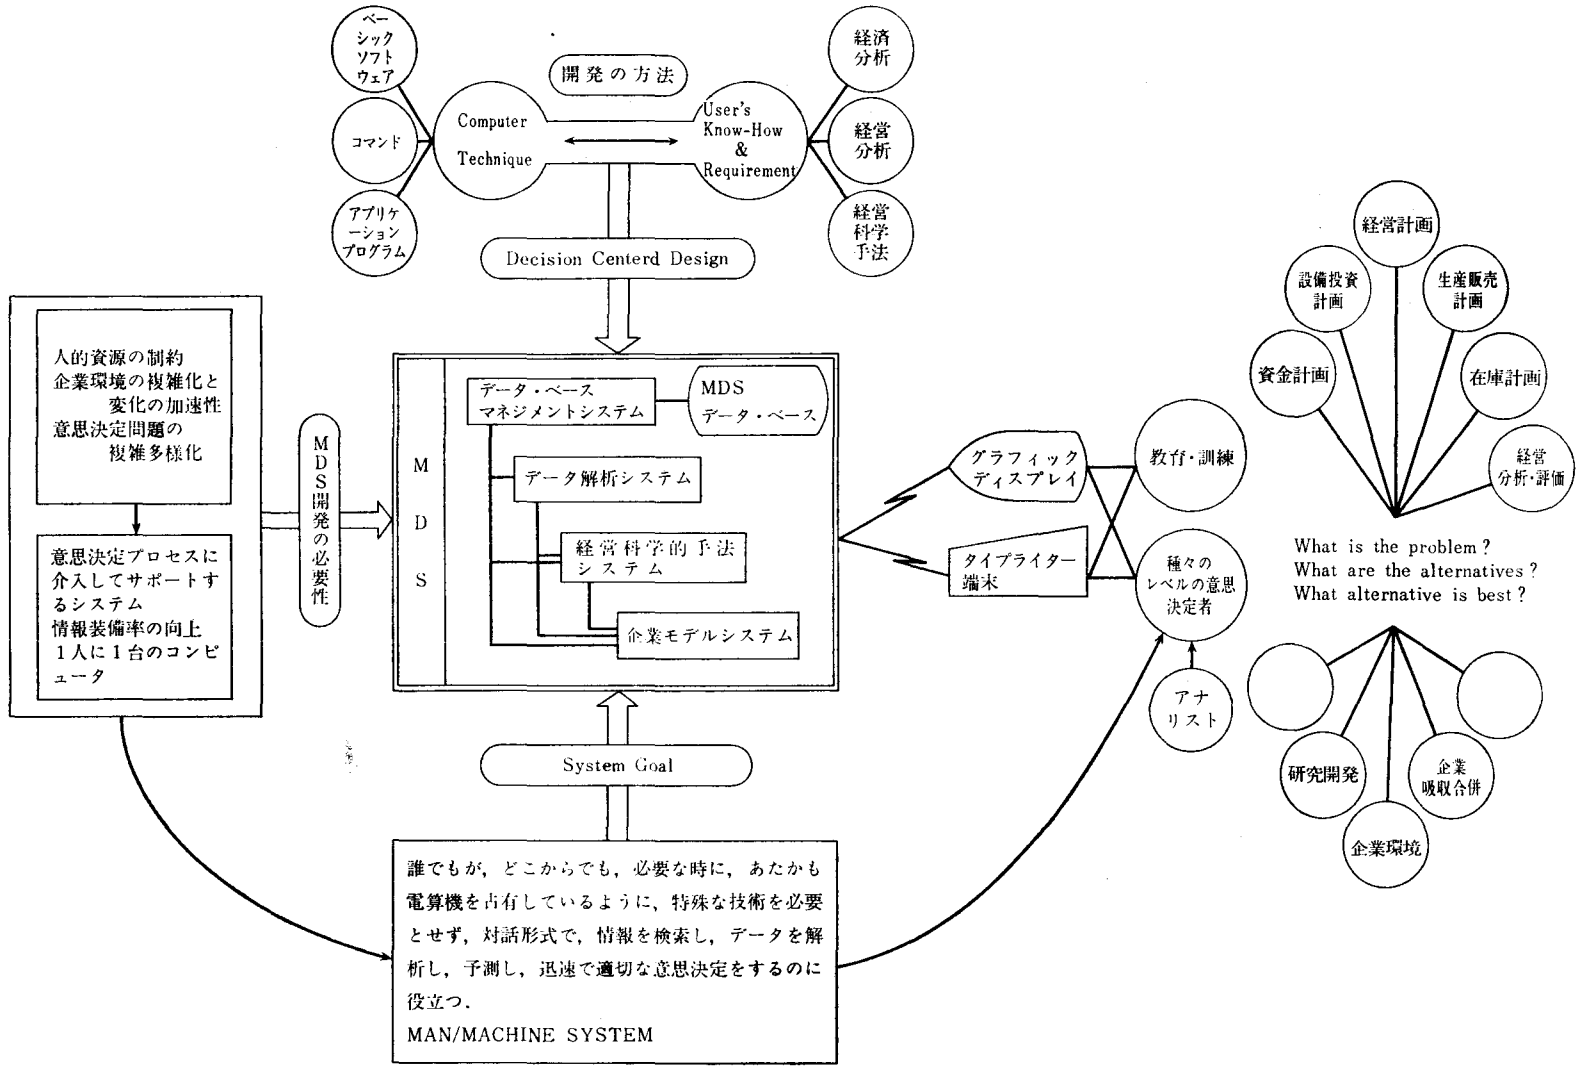 ベー
シック
ソフト
ウェア
コマンド
アプリケ
ーション
プログラム
Computer
Technique
開発の方法
User's
Know-How
&
Requirement
経済
分析
経営
分析
経営
科学
手法
Decision Centerd Design
人的資源の制約
企業環境の複雑化と
変化の加速性
意思決定問題の
複雑多様化
意思決定プロセスに
介入してサポートす
るシステム
情報装備率の向上
1人に1台のコンピ
ュータ
MDS開発の必要性
M
D
S
データ・ベース
マネジメントシステム
MDS
データ・ベース
データ解析システム
経営科学的手法
システム
企業モデルシステム
グラフィック
ディスプレイ
タイプライター
端末
教育・訓練
種々の
レベルの意思
決定者
アナ
リスト
経営計画
設備投資
計画
生産販売
計画
資金計画
在庫計画
経営
分析・評価
What is the problem?
What are the alternatives?
What alternative is best?
研究開発
企業
吸収合併
企業環境
System Goal
誰でもが，どこからでも，必要な時に，あたかも
電算機を占有しているように，特殊な技術を必要
とせず，対話形式で，情報を検索し，データを解
析し，予測し，迅速で適切な意思決定をするのに
役立つ．
MAN/MACHINE SYSTEM